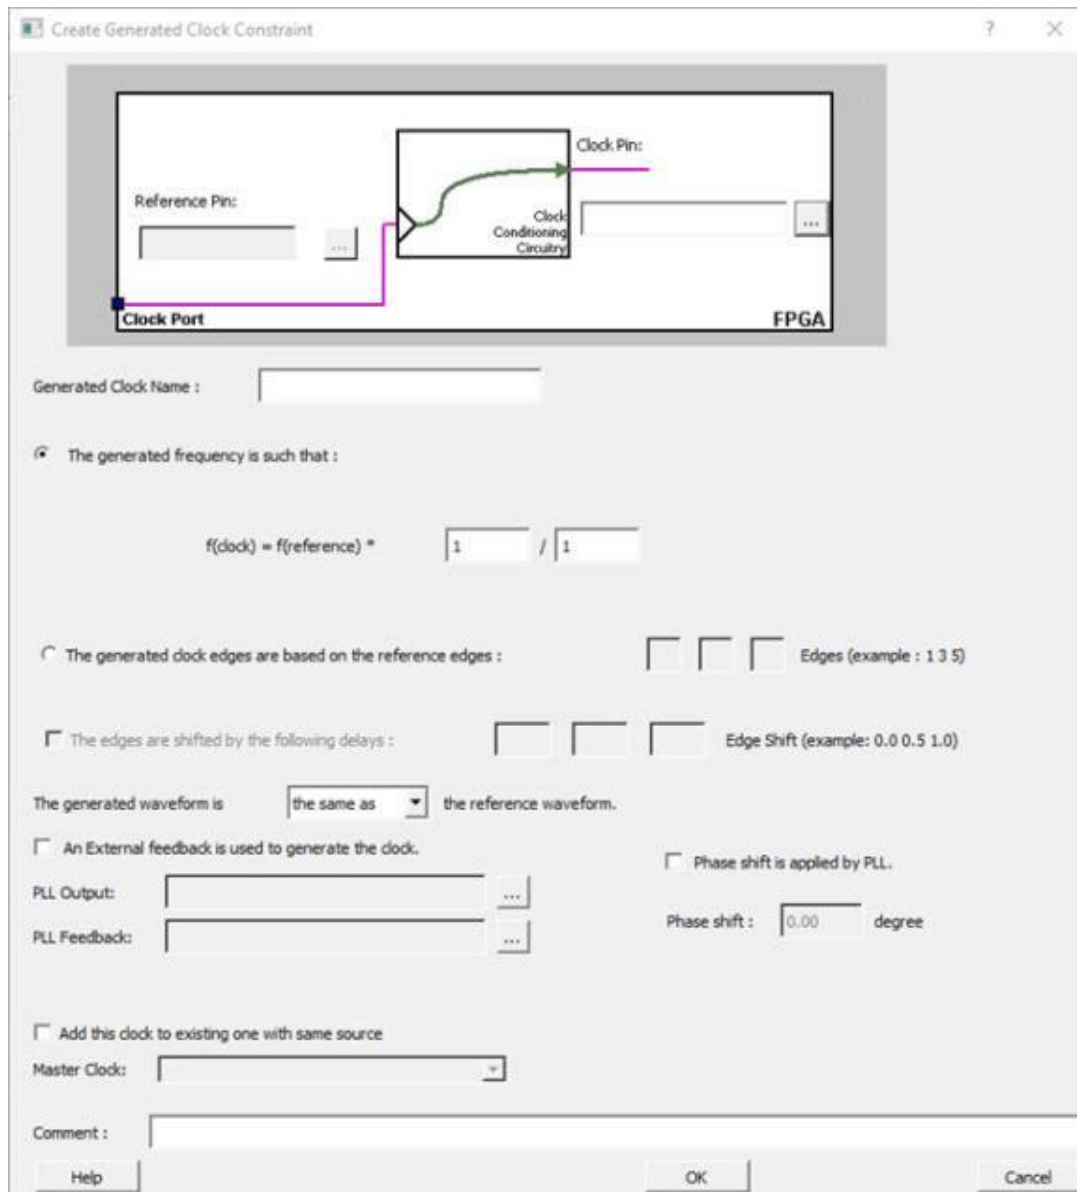 Create Generated Clock Constraint
?
Clock Pin:
Reference Pin:
...
Clock
Conditioning
Circuitry
...
Clock Port
FPGA
Generated Clock Name :
The generated frequency is such that :
f(clock) = f(reference) * 1 / 1
The generated clock edges are based on the reference edges : Edges (example : 1 3 5)
The edges are shifted by the following delays : Edge Shift (example: 0.0 0.5 1.0)
The generated waveform is the same as the reference waveform.
An External feedback is used to generate the clock.
Phase shift is applied by PLL.
PLL Output: ...
Phase shift : 0.00 degree
PLL Feedback: ...
Add this clock to existing one with same source
Master Clock:
Comment :
Help OK Cancel